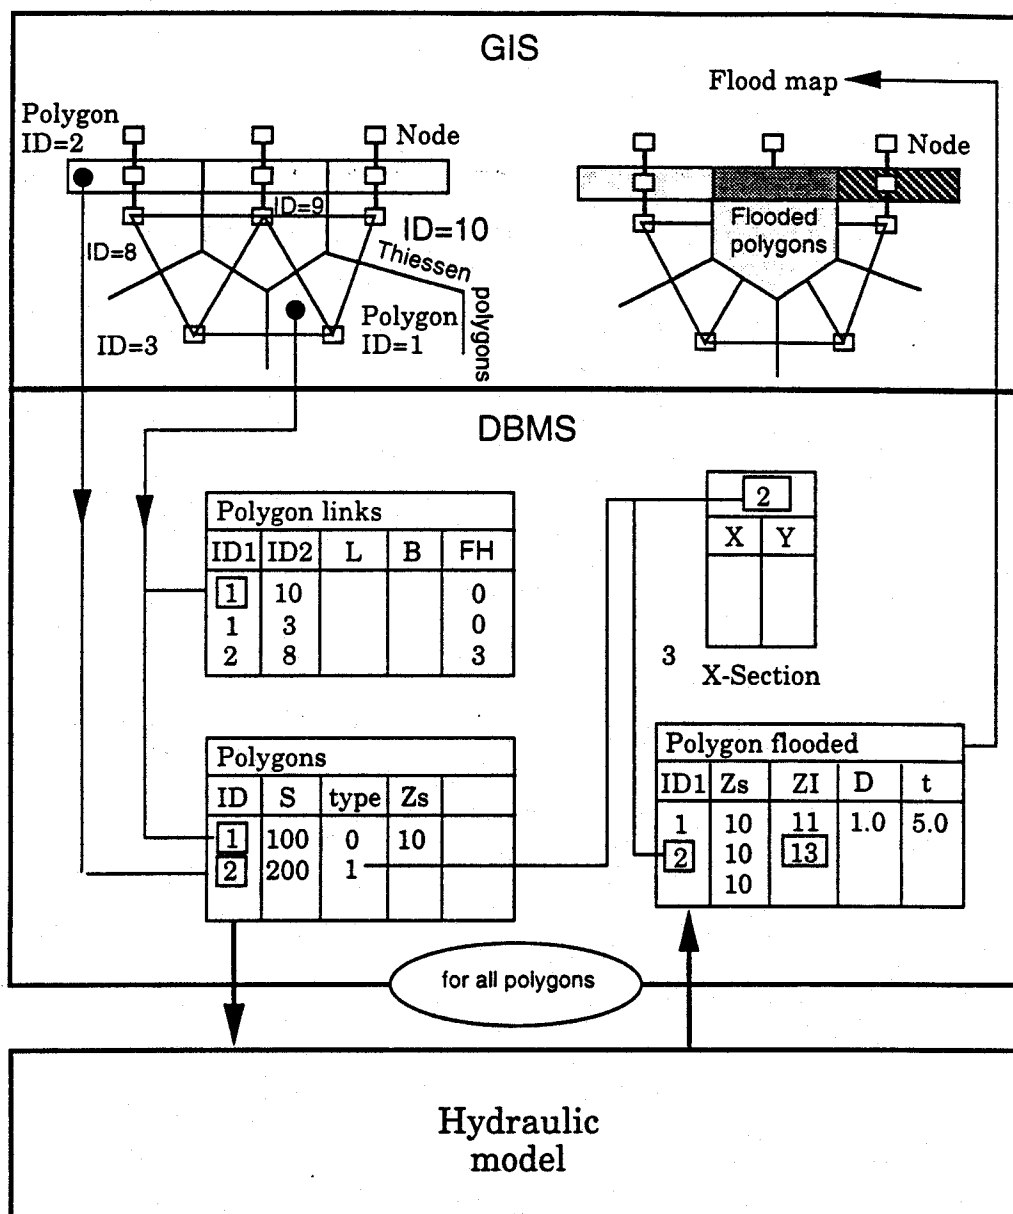 GIS
Flood map
Polygon
ID=2
Node
Node
ID=9
ID=10
ID=8
Thiessen
polygons
Flooded
polygons
ID=3
Polygon
ID=1
DBMS
2
X Y
3
X-Section
Polygon links
ID1 ID2 L B FH
1 10 0
1 3 0
2 8 3
Polygons
ID S type Zs
1 100 0 10
2 200 1
Polygon flooded
ID1 Zs ZI D t
1 10 11 1.0 5.0
2 10 13
10
for all polygons
Hydraulic
model